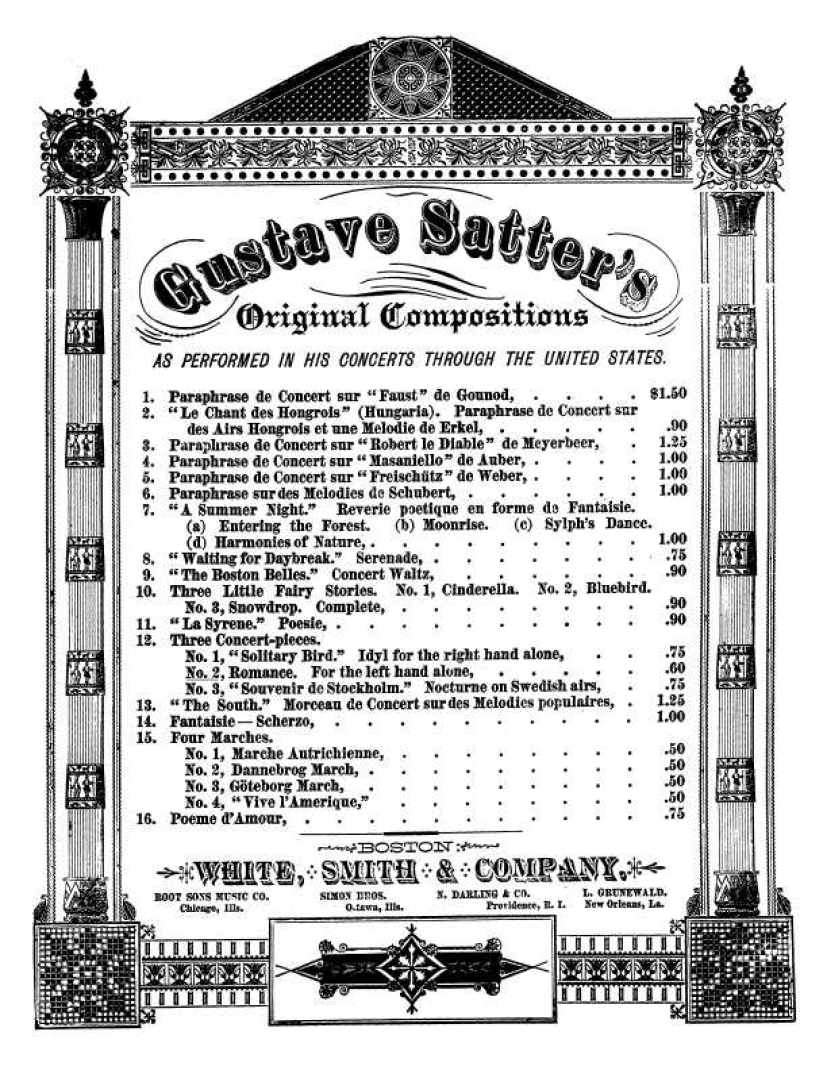 Gustave Satter's
Original Compositions
AS PERFORMED IN HIS CONCERTS THROUGH THE UNITED STATES.
1. Paraphrase de Concert sur "Faust" de Gounod, . . . . $1.50
2. "Le Chant des Hongrois" (Hungaria). Paraphrase de Concert sur
des Airs Hongrois et une Melodie de Erkel, . . . . . .90
3. Paraphrase de Concert sur "Robert le Diable" de Meyerbeer, . 1.25
4. Paraphrase de Concert sur "Masaniello" de Auber, . . . . 1.00
5. Paraphrase de Concert sur "Freischütz" de Weber, . . . . 1.00
6. Paraphrase sur des Melodies de Schubert, . . . . . . 1.00
7. "A Summer Night." Reverie poetique en forme de Fantaisie.
(a) Entering the Forest. (b) Moonrise. (c) Sylph's Dance.
(d) Harmonies of Nature, . . . . . . . . . 1.00
8. "Waiting for Daybreak." Serenade, . . . . . . . .75
9. "The Boston Belles." Concert Waltz, . . . . . . .90
10. Three Little Fairy Stories. No. 1, Cinderella. No. 2, Bluebird.
No. 3, Snowdrop. Complete, . . . . . . . . .90
11. "La Syrene." Poesie, . . . . . . . . . . .90
12. Three Concert-pieces.
No. 1, "Solitary Bird." Idyl for the right hand alone, . . .75
No. 2, Romance. For the left hand alone, . . . . . .60
No. 3, "Souvenir de Stockholm." Nocturne on Swedish airs, . .75
13. "The South." Morceau de Concert sur des Melodies populaires, . 1.25
14. Fantaisie — Scherzo, . . . . . . . . . . 1.00
15. Four Marches.
No. 1, Marche Autrichienne, . . . . . . . . .50
No. 2, Dannebrog March, . . . . . . . . . .50
No. 3, Göteborg March, . . . . . . . . . .50
No. 4, "Vive l'Amerique," . . . . . . . . .50
16. Poeme d'Amour, . . . . . . . . . . . .75
BOSTON:
WHITE, SMITH & COMPANY.
ROOT SONS MUSIC CO. SIMON BROS. N. DARLING & CO. L. GRUNEWALD.
Chicago, Ills. Ottawa, Ills. Providence, R. I. New Orleans, La.